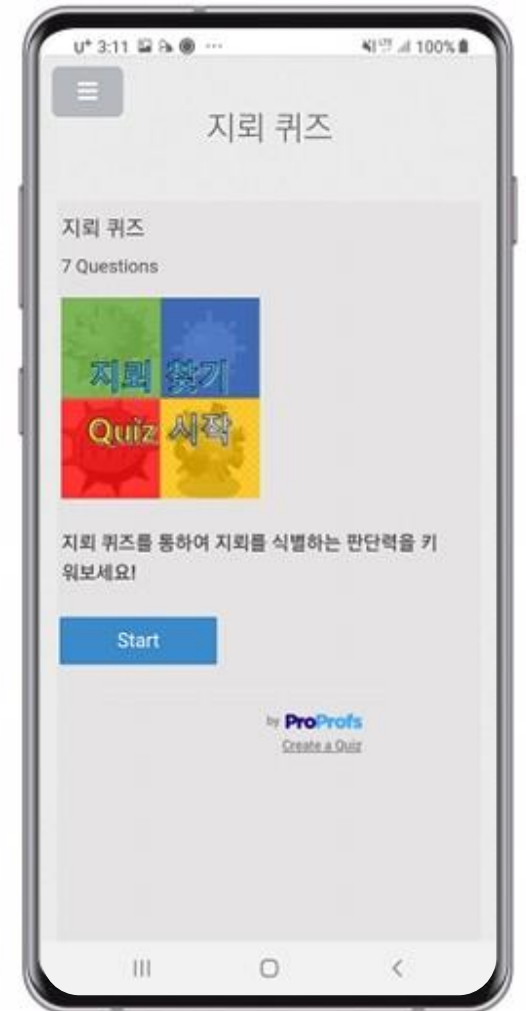 U+ 3:11 ··· LTE 100%
지뢰 퀴즈
지뢰 퀴즈
7 Questions
지뢰 찾기
Quiz 시작
지뢰 퀴즈를 통하여 지뢰를 식별하는 판단력을 키
워보세요!
Start
by ProProfs
Create a Quiz